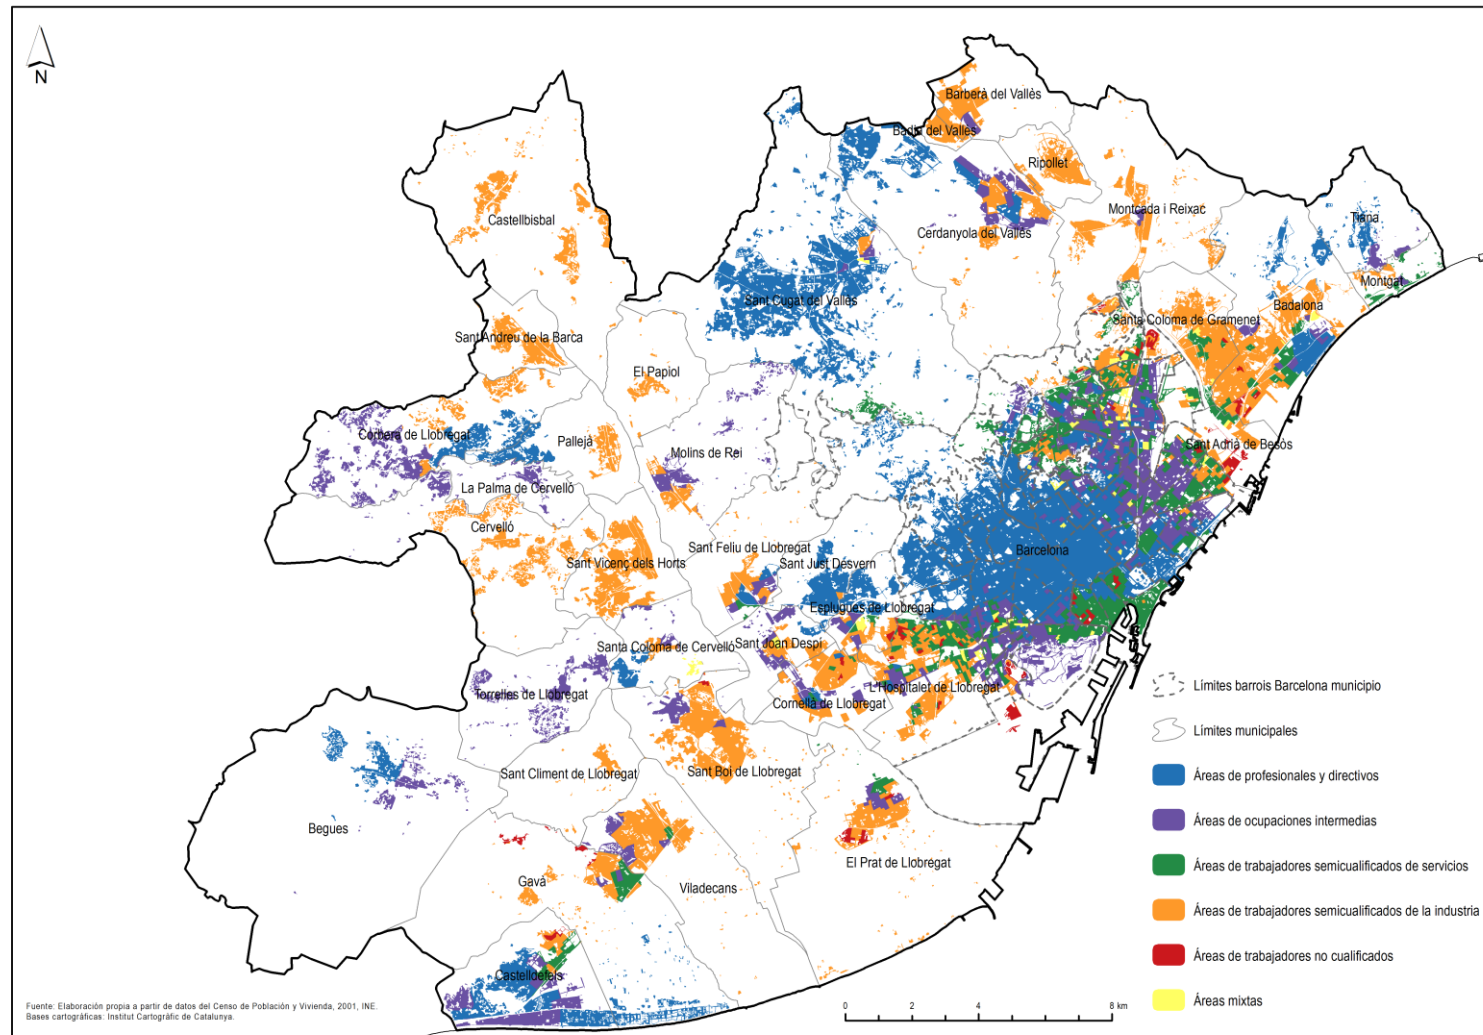 N
Barberà del Vallès
Badia del Vallès
Ripollet
Castellbisbal
Montcada i Reixac
Tiana
Cerdanyola del Vallès
Montgat
Sant Cugat del Vallès
Badalona
Santa Coloma de Gramenet
Sant Andreu de la Barca
El Papiol
Corbera de Llobregat
Pallejà
Sant Adrià de Besòs
Molins de Rei
La Palma de Cervelló
Cervelló
Sant Feliu de Llobregat
Barcelona
Sant Vicenç dels Horts
Sant Just Desvern
Esplugues de Llobregat
Santa Coloma de Cervelló
Sant Joan Despí
Torrelles de Llobregat
L'Hospitalet de Llobregat
Cornellà de Llobregat
Sant Climent de Llobregat
Sant Boi de Llobregat
Begues
El Prat de Llobregat
Gavà
Viladecans
Castelldefels
Límites barrois Barcelona municipio
Límites municipales
Áreas de profesionales y directivos
Áreas de ocupaciones intermedias
Áreas de trabajadores semicualificados de servicios
Áreas de trabajadores semicualificados de la industria
Áreas de trabajadores no cualificados
Áreas mixtas
0 2 4 8 km
Fuente: Elaboración propia a partir de datos del Censo de Población y Vivienda, 2001, INE.
Bases cartográficas: Institut Cartogràfic de Catalunya.